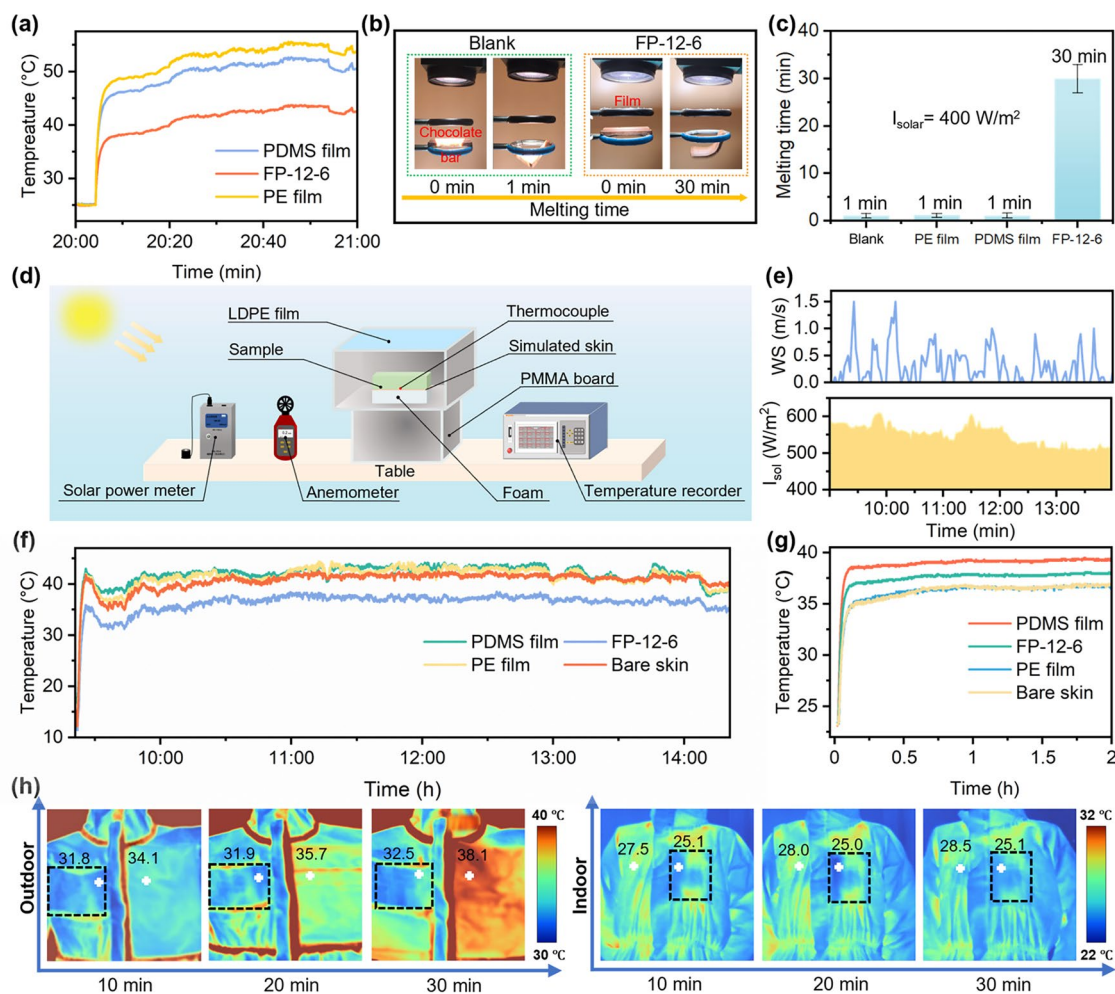 (a)
Tempreature (°C)
50
40
30
PDMS film
FP-12-6
PE film
20:00 20:20 20:40 21:00
Time (min)
(b)
Blank
FP-12-6
Film
Chocolate
bar
0 min 1 min 0 min 30 min
Melting time
(c)
Melting time (min)
40
30
20
10
0
30 min
Isolar= 400 W/m²
1 min 1 min 1 min
Blank PE film PDMS film FP-12-6
(d)
LDPE film
Sample
Thermocouple
Simulated skin
PMMA board
Table
Solar power meter
Anemometer
Foam
Temperature recorder
(e)
WS (m/s)
1.5
1.0
0.5
0.0
Isol (W/m²)
600
500
400
10:00 11:00 12:00 13:00
Time (min)
(f)
Temperature (°C)
40
30
20
10
PDMS film FP-12-6
PE film Bare skin
10:00 11:00 12:00 13:00 14:00
Time (h)
(g)
Temperature (°C)
40
35
30
25
PDMS film
FP-12-6
PE film
Bare skin
0 0.5 1 1.5 2
Time (h)
(h)
Outdoor
31.8 34.1
31.9 35.7
32.5 38.1
40 °C
30 °C
10 min 20 min 30 min
Indoor
27.5 25.1
28.0 25.0
28.5 25.1
32 °C
22 °C
10 min 20 min 30 min